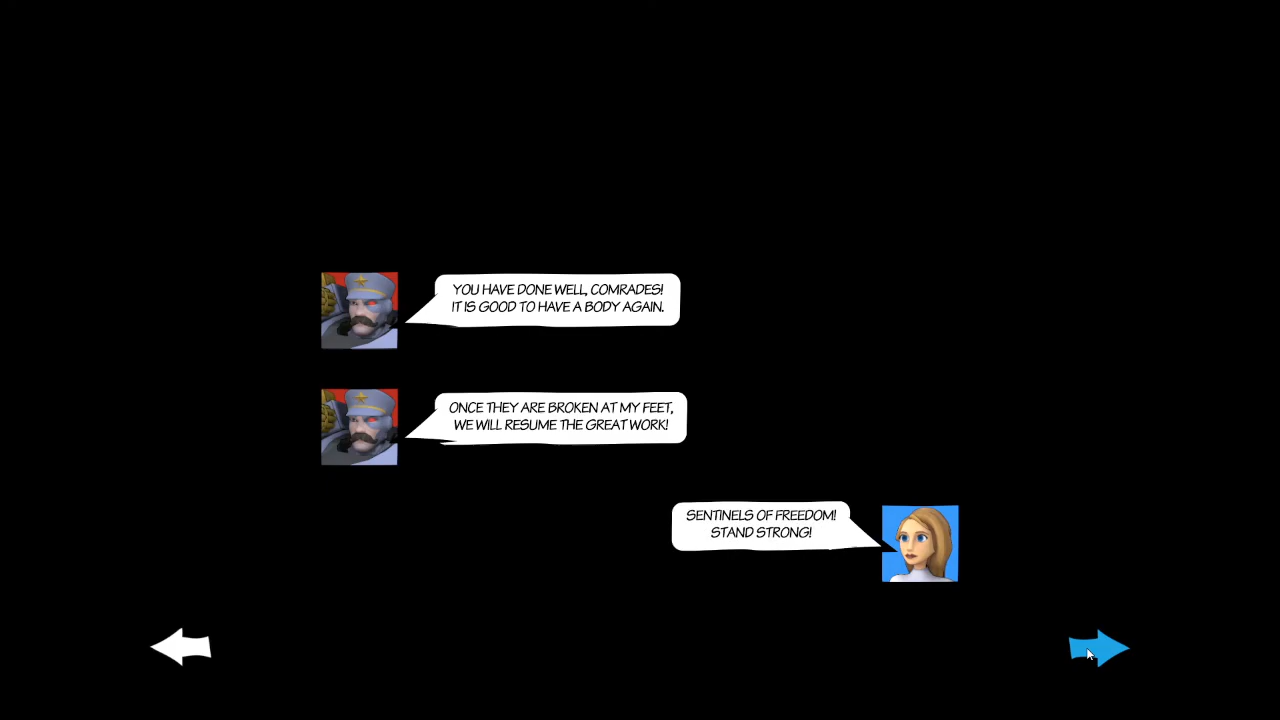 YOU HAVE DONE WELL, COMRADES!
IT IS GOOD TO HAVE A BODY AGAIN.
ONCE THEY ARE BROKEN AT MY FEET,
WE WILL RESUME THE GREAT WORK!
SENTINELS OF FREEDOM!
STAND STRONG!